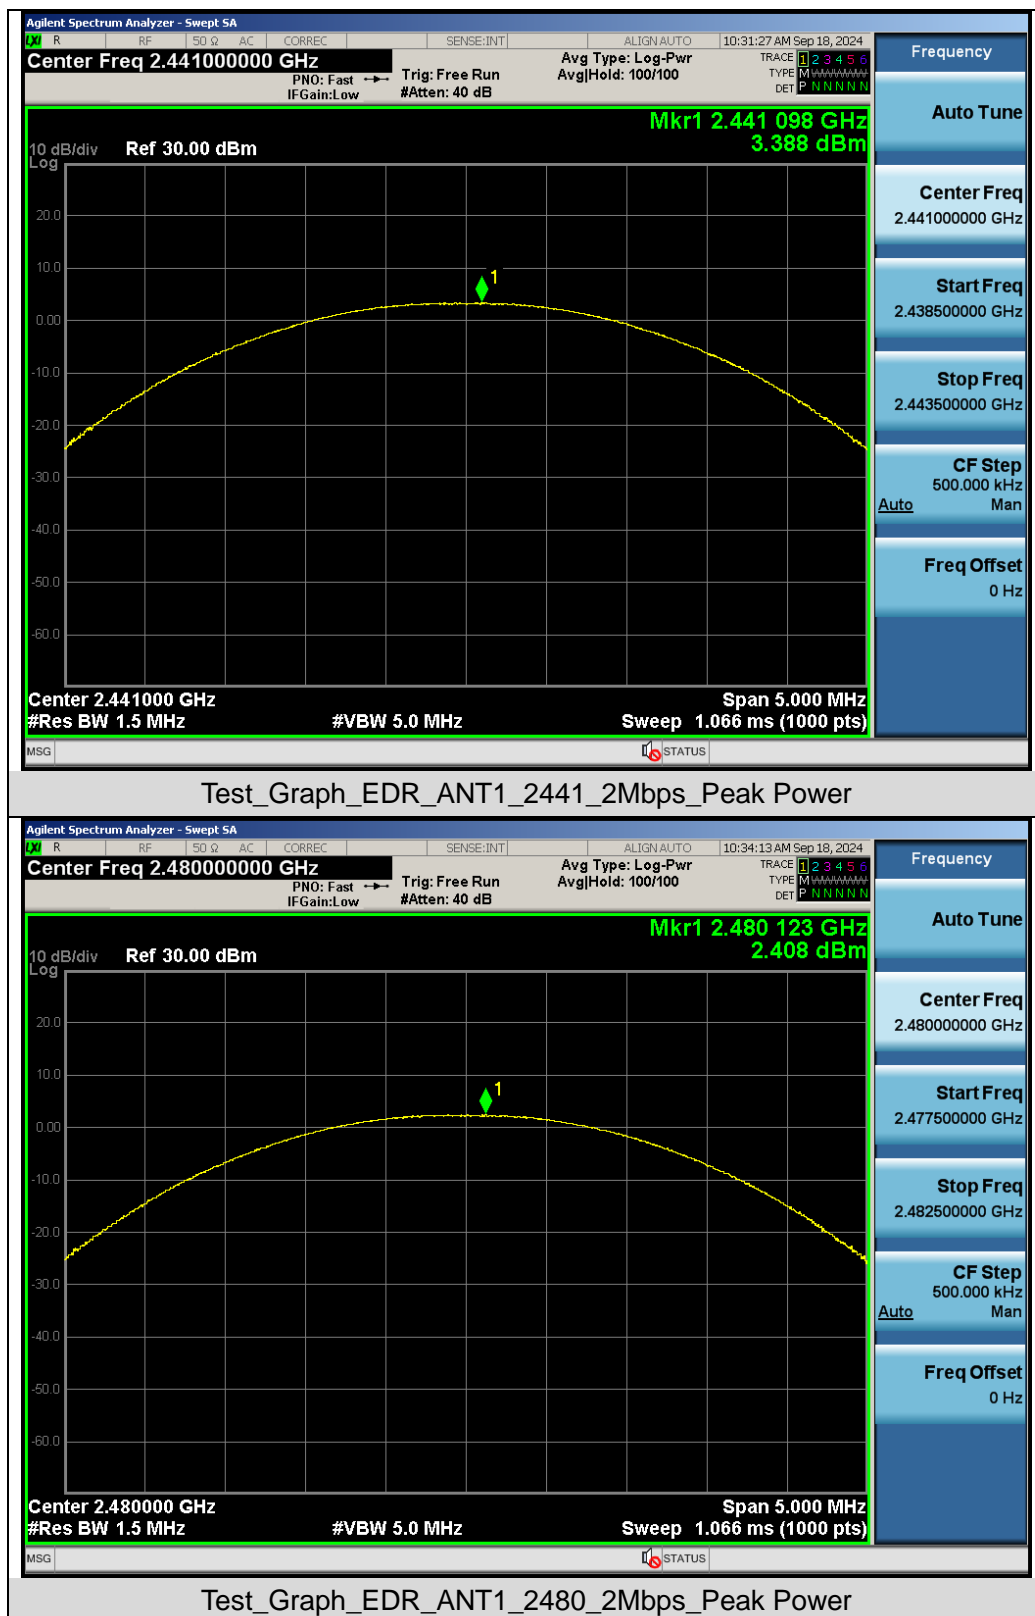 Agilent Spectrum Analyzer - Swept SA
LXI R RF 50 Ω AC CORREC SENSE:INT ALIGN AUTO 10:31:27 AM Sep 18, 2024
Center Freq 2.441000000 GHz
PNO: Fast Trig: Free Run
IFGain:Low #Atten: 40 dB
Avg Type: Log-Pwr
Avg|Hold: 100/100
TRACE 1 2 3 4 5 6
TYPE M
DET P N N N N N
Mkr1 2.441 098 GHz
3.388 dBm
10 dB/div Ref 30.00 dBm
Log
20.0
10.0
1
0.00
-10.0
-20.0
-30.0
-40.0
-50.0
-60.0
Center 2.441000 GHz Span 5.000 MHz
#Res BW 1.5 MHz #VBW 5.0 MHz Sweep 1.066 ms (1000 pts)
MSG STATUS
Frequency
Auto Tune
Center Freq
2.441000000 GHz
Start Freq
2.438500000 GHz
Stop Freq
2.443500000 GHz
CF Step
500.000 kHz
Auto Man
Freq Offset
0 Hz
Test_Graph_EDR_ANT1_2441_2Mbps_Peak Power
Agilent Spectrum Analyzer - Swept SA
LXI R RF 50 Ω AC CORREC SENSE:INT ALIGN AUTO 10:34:13 AM Sep 18, 2024
Center Freq 2.480000000 GHz
PNO: Fast Trig: Free Run
IFGain:Low #Atten: 40 dB
Avg Type: Log-Pwr
Avg|Hold: 100/100
TRACE 1 2 3 4 5 6
TYPE M
DET P N N N N N
Mkr1 2.480 123 GHz
2.408 dBm
10 dB/div Ref 30.00 dBm
Log
20.0
10.0
1
0.00
-10.0
-20.0
-30.0
-40.0
-50.0
-60.0
Center 2.480000 GHz Span 5.000 MHz
#Res BW 1.5 MHz #VBW 5.0 MHz Sweep 1.066 ms (1000 pts)
MSG STATUS
Frequency
Auto Tune
Center Freq
2.480000000 GHz
Start Freq
2.477500000 GHz
Stop Freq
2.482500000 GHz
CF Step
500.000 kHz
Auto Man
Freq Offset
0 Hz
Test_Graph_EDR_ANT1_2480_2Mbps_Peak Power